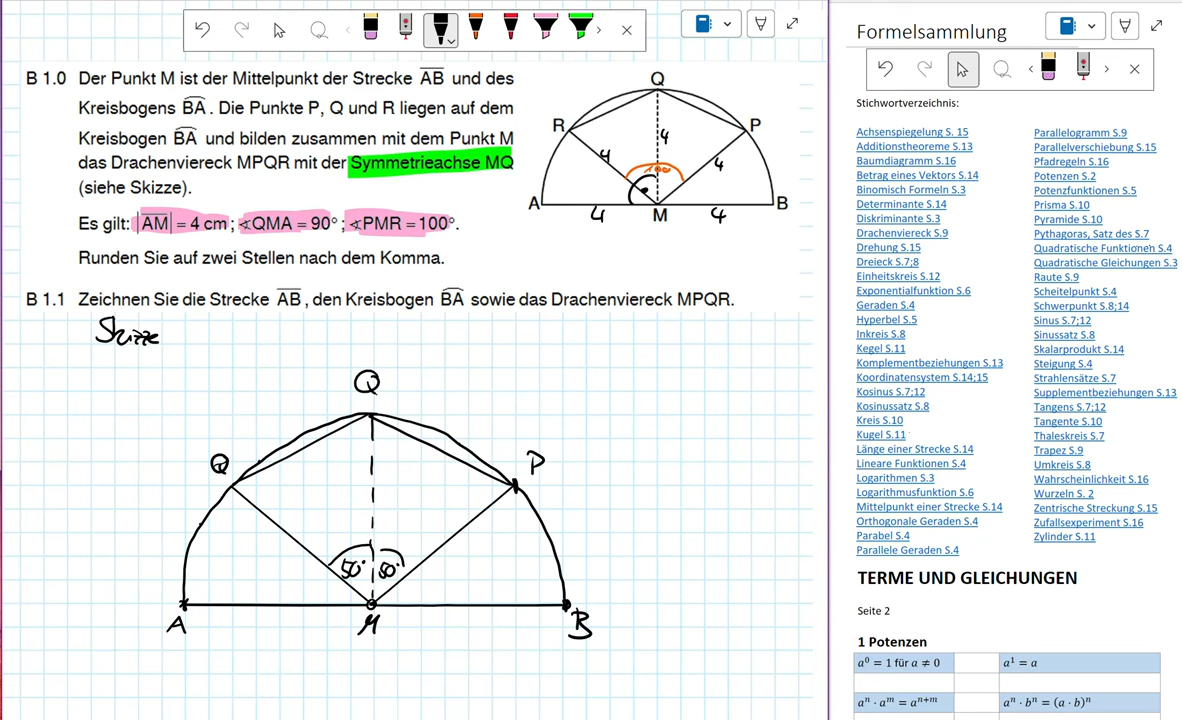 B 1.0 Der Punkt M ist der Mittelpunkt der Strecke AB und des
Kreisbogens BA. Die Punkte P, Q und R liegen auf dem
Kreisbogen BA und bilden zusammen mit dem Punkt M
das Drachenviereck MPQR mit der Symmetrieachse MQ
(siehe Skizze).
Es gilt: |AM| = 4 cm; ∢QMA = 90°; ∢PMR = 100°.
Runden Sie auf zwei Stellen nach dem Komma.
Q
R
P
4
4
4
100
A
4
M
4
B
B 1.1 Zeichnen Sie die Strecke AB, den Kreisbogen BA sowie das Drachenviereck MPQR.
Skizze
Q
Q
P
50°
50°
A
M
B
Formelsammlung
Stichwortverzeichnis:
Achsenspiegelung S. 15
Additionstheoreme S.13
Baumdiagramm S.16
Betrag eines Vektors S.14
Binomisch Formeln S.3
Determinante S.14
Diskriminante S.3
Drachenviereck S.9
Drehung S.15
Dreieck S.7;8
Einheitskreis S.12
Exponentialfunktion S.6
Geraden S.4
Hyperbel S.5
Inkreis S.8
Kegel S.11
Komplementbeziehungen S.13
Koordinatensystem S.14;15
Kosinus S.7;12
Kosinussatz S.8
Kreis S.10
Kugel S.11
Länge einer Strecke S.14
Lineare Funktionen S.4
Logarithmen S.3
Logarithmusfunktion S.6
Mittelpunkt einer Strecke S.14
Orthogonale Geraden S.4
Parabel S.4
Parallele Geraden S.4
Parallelogramm S.9
Parallelverschiebung S.15
Pfadregeln S.16
Potenzen S.2
Potenzfunktionen S.5
Prisma S.10
Pyramide S.10
Pythagoras, Satz des S.7
Quadratische Funktionen S.4
Quadratische Gleichungen S.3
Raute S.9
Scheitelpunkt S.4
Schwerpunkt S.8;14
Sinus S.7;12
Sinussatz S.8
Skalarprodukt S.14
Steigung S.4
Strahlensätze S.7
Supplementbeziehungen S.13
Tangens S.7;12
Tangente S.10
Thaleskreis S.7
Trapez S.9
Umkreis S.8
Wahrscheinlichkeit S.16
Wurzeln S. 2
Zentrische Streckung S.15
Zufallsexperiment S.16
Zylinder S.11
TERME UND GLEICHUNGEN
Seite 2
1 Potenzen
a⁰ = 1 für a ≠ 0
a¹ = a
aⁿ · aᵐ = aⁿ⁺ᵐ
aⁿ · bⁿ = (a · b)ⁿ